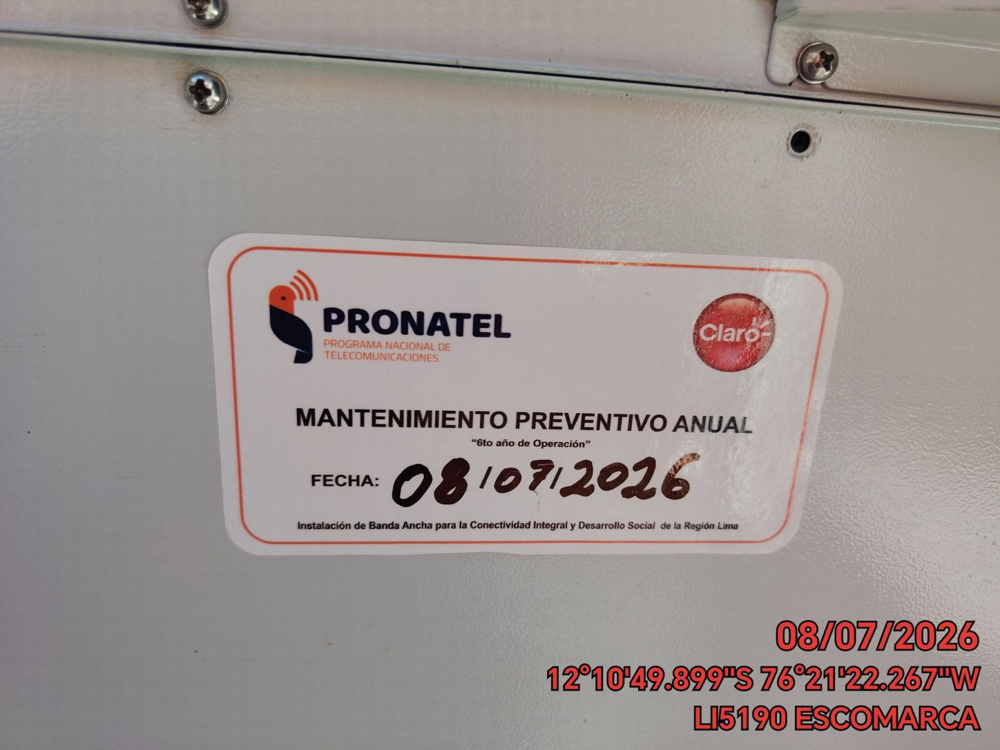 PRONATEL
PROGRAMA NACIONAL DE
TELECOMUNICACIONES
Claro
MANTENIMIENTO PREVENTIVO ANUAL
“6to año de Operación”
FECHA: 08/07/2026
Instalación de Banda Ancha para la Conectividad Integral y Desarrollo Social de la Región Lima
08/07/2026
12°10'49.899"S 76°21'22.267"W
LI5190 ESCOMARCA